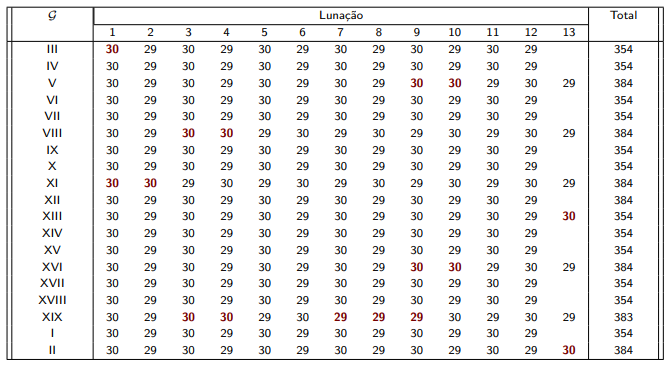 𝒢 Lunação Total
1 2 3 4 5 6 7 8 9 10 11 12 13
III 30 29 30 29 30 29 30 29 30 29 30 29 354
IV 30 29 30 29 30 29 30 29 30 29 30 29 354
V 30 29 30 29 30 29 30 29 30 30 29 30 29 384
VI 30 29 30 29 30 29 30 29 30 29 30 29 354
VII 30 29 30 29 30 29 30 29 30 29 30 29 354
VIII 30 29 30 30 29 30 29 30 29 30 29 30 29 384
IX 30 29 30 29 30 29 30 29 30 29 30 29 354
X 30 29 30 29 30 29 30 29 30 29 30 29 354
XI 30 30 29 30 29 30 29 30 29 30 29 30 29 384
XII 30 29 30 29 30 29 30 29 30 29 30 29 384
XIII 30 29 30 29 30 29 30 29 30 29 30 29 30 354
XIV 30 29 30 29 30 29 30 29 30 29 30 29 354
XV 30 29 30 29 30 29 30 29 30 29 30 29 354
XVI 30 29 30 29 30 29 30 29 30 30 29 30 29 384
XVII 30 29 30 29 30 29 30 29 30 29 30 29 354
XVIII 30 29 30 29 30 29 30 29 30 29 30 29 354
XIX 30 29 30 30 29 30 29 29 29 30 29 30 29 383
I 30 29 30 29 30 29 30 29 30 29 30 29 354
II 30 29 30 29 30 29 30 29 30 29 30 29 30 384